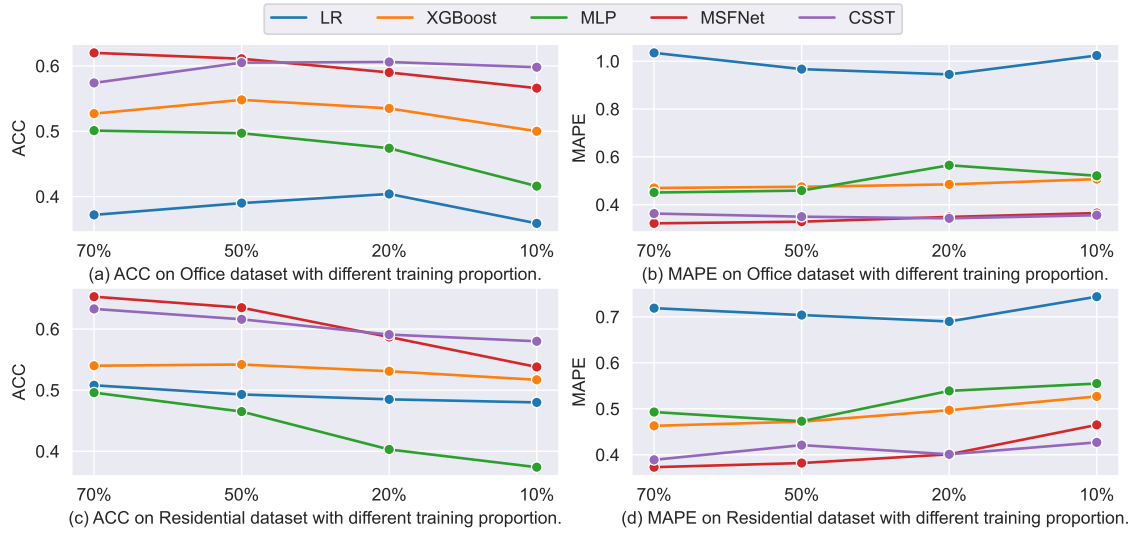 LR XGBoost MLP MSFNet CSST
0.6
0.5
0.4
ACC
70% 50% 20% 10%
(a) ACC on Office dataset with different training proportion.
1.0
0.8
0.6
0.4
MAPE
70% 50% 20% 10%
(b) MAPE on Office dataset with different training proportion.
0.6
0.5
0.4
ACC
70% 50% 20% 10%
(c) ACC on Residential dataset with different training proportion.
0.7
0.6
0.5
0.4
MAPE
70% 50% 20% 10%
(d) MAPE on Residential dataset with different training proportion.